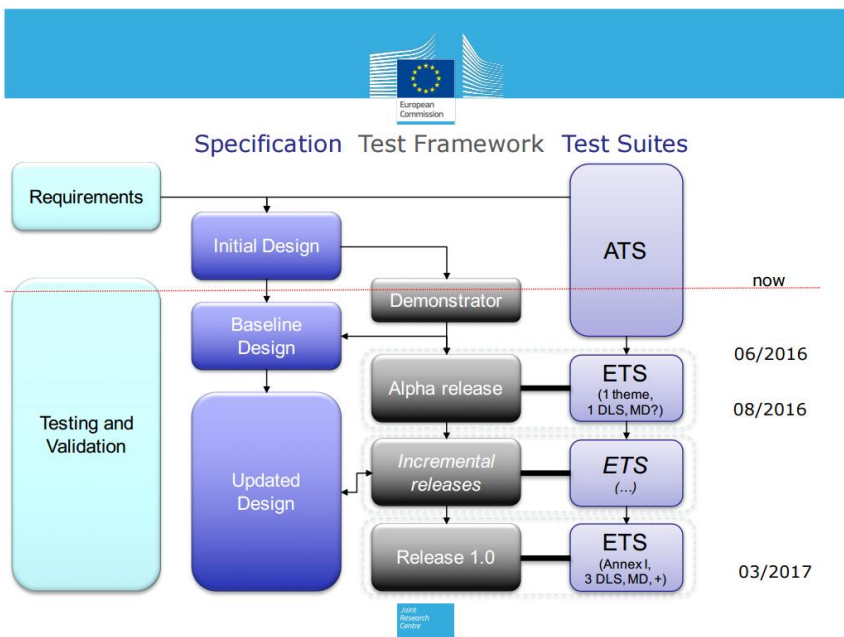 European
Commission
Specification
Test Framework
Test Suites
Requirements
Initial Design
ATS
now
Demonstrator
Baseline
Design
06/2016
Alpha release
ETS
(1 theme,
1 DLS, MD?)
08/2016
Testing and
Validation
Updated
Design
Incremental
releases
ETS
(...)
Release 1.0
ETS
(Annex I,
3 DLS, MD, +)
03/2017
Joint
Research
Centre